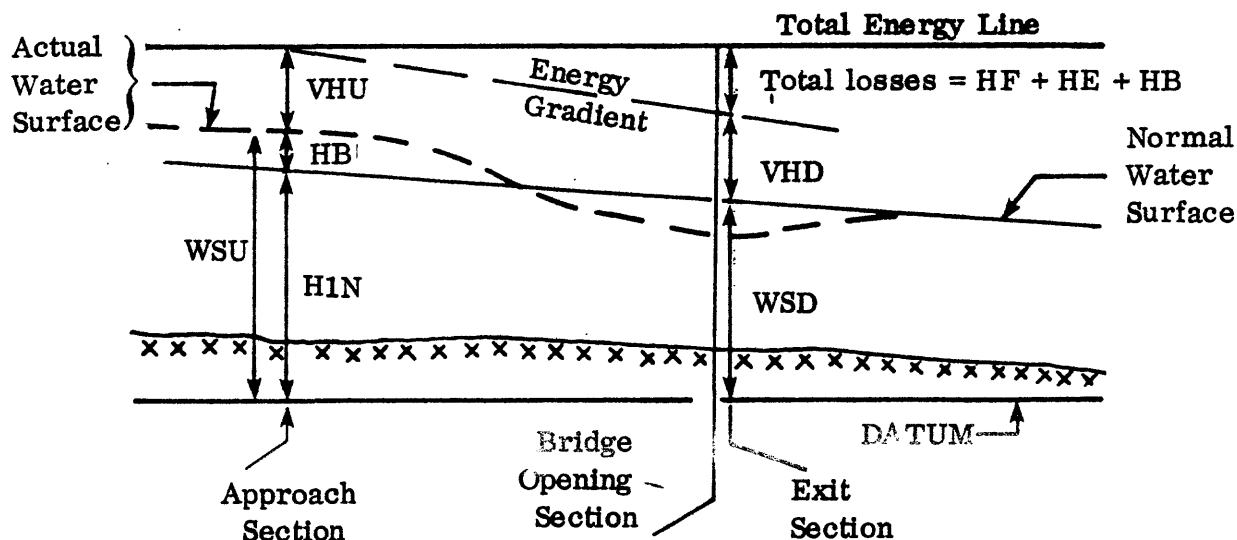 Total Energy Line
Actual
Water
Surface
VHU
Energy
Gradient
Total losses = HF + HE + HB
HB
VHD
Normal
Water
Surface
WSU
H1N
WSD
x x x x x x x x x x x x x x x x x x x x x x x x x x x
DATUM
Approach
Section
Bridge
Opening
Section
Exit
Section